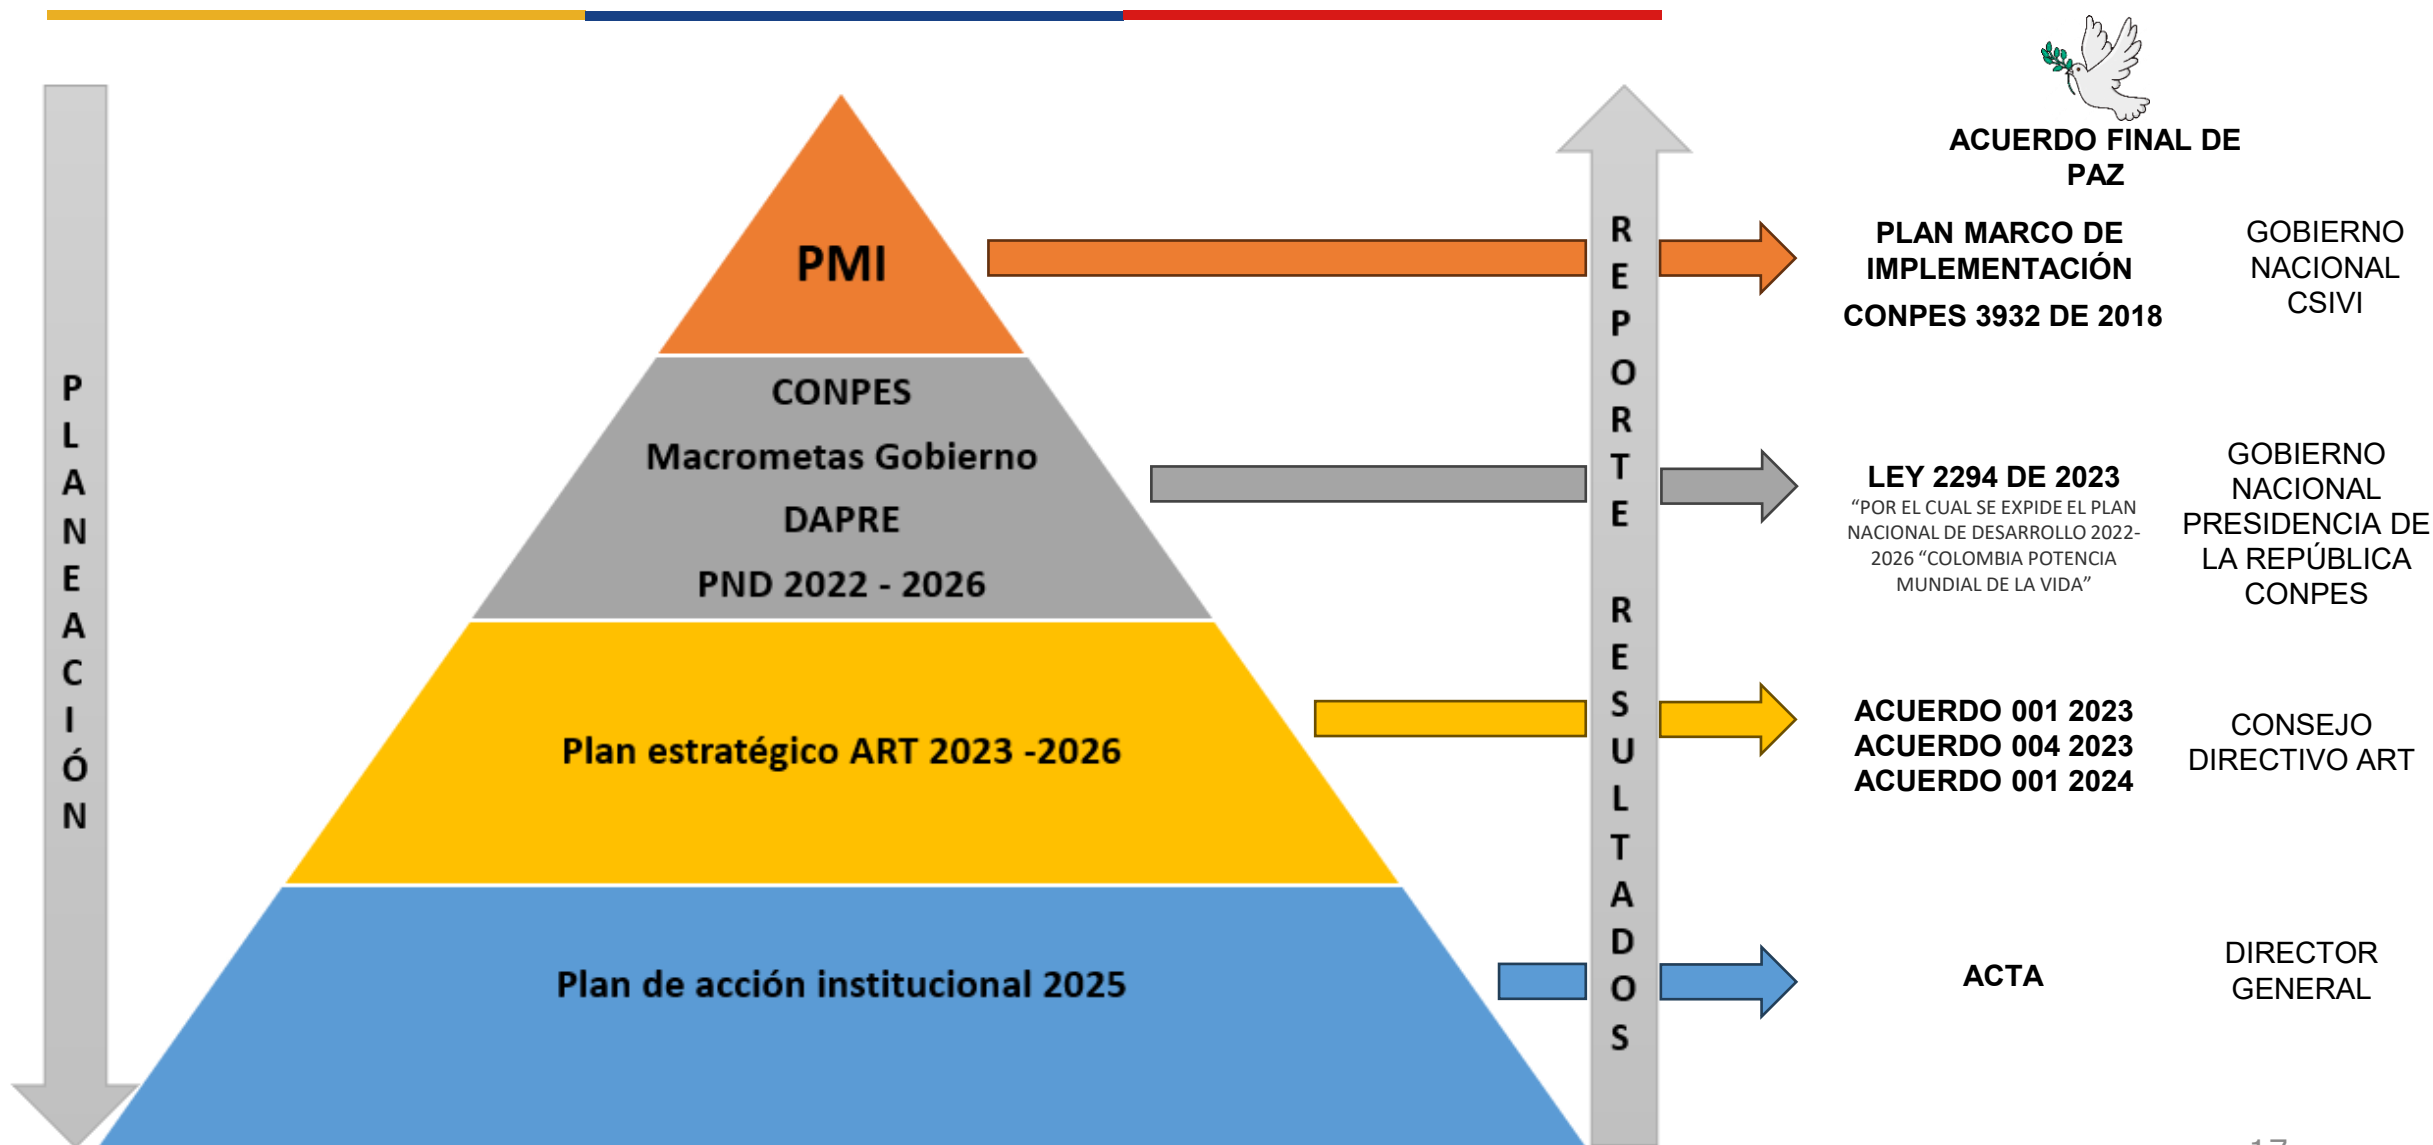 PLANEACIÓN
PMI
CONPES
Macrometas Gobierno
DAPRE
PND 2022 - 2026
Plan estratégico ART 2023 -2026
Plan de acción institucional 2025
REPORTE RESULTADOS
ACUERDO FINAL DE
PAZ
PLAN MARCO DE
IMPLEMENTACIÓN
CONPES 3932 DE 2018
GOBIERNO
NACIONAL
CSIVI
LEY 2294 DE 2023
“POR EL CUAL SE EXPIDE EL PLAN
NACIONAL DE DESARROLLO 2022-
2026 “COLOMBIA POTENCIA
MUNDIAL DE LA VIDA”
GOBIERNO
NACIONAL
PRESIDENCIA DE
LA REPÚBLICA
CONPES
ACUERDO 001 2023
ACUERDO 004 2023
ACUERDO 001 2024
CONSEJO
DIRECTIVO ART
ACTA
DIRECTOR
GENERAL
17